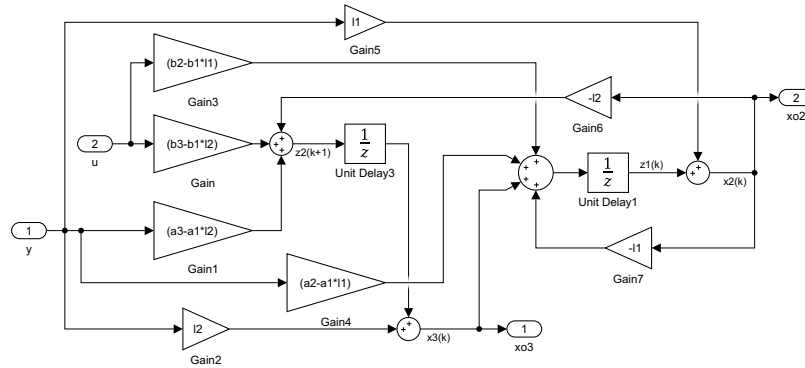 l1
Gain5
(b2-b1*l1)
Gain3
-l2
Gain6
2
xo2
2
u
(b3-b1*l2)
Gain
+
+
+
z2(k+1)
1
z
Unit Delay3
+
+
+
+
1
z
Unit Delay1
z1(k)
+
+
x2(k)
1
y
(a3-a1*l2)
Gain1
-l1
Gain7
(a2-a1*l1)
Gain4
l2
Gain2
+
+
x3(k)
1
xo3